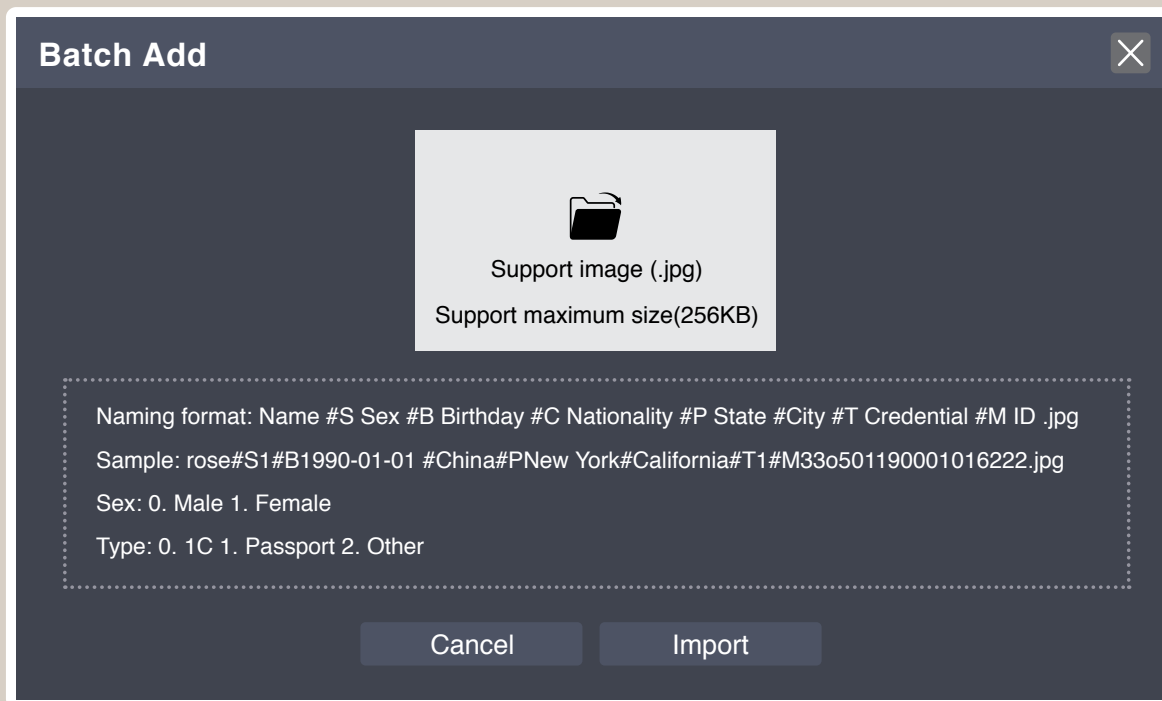 Batch Add
Support image (.jpg)
Support maximum size(256KB)
Naming format: Name #S Sex #B Birthday #C Nationality #P State #City #T Credential #M ID .jpg
Sample: rose#S1#B1990-01-01 #China#PNew York#California#T1#M33o501190001016222.jpg
Sex: 0. Male 1. Female
Type: 0. 1C 1. Passport 2. Other
Cancel Import